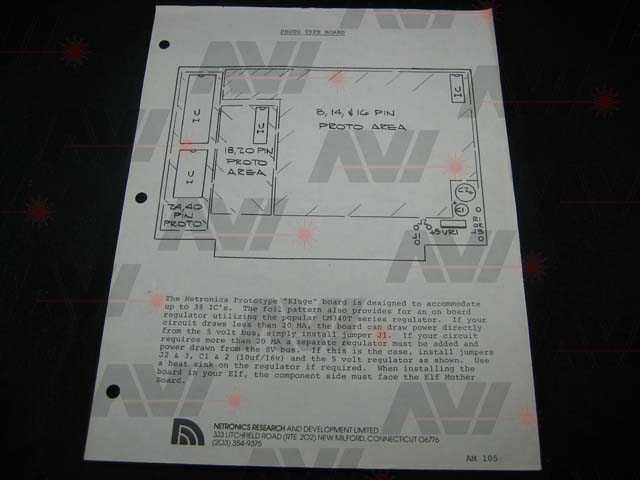 PROTO TYPE BOARD
IC
IC
IC
IC
8, 14, & 16 PIN
PROTO AREA
18,20 PIN
PROTO
AREA
24,40
PIN
PROTO
+5VR1
The Netronics Prototype "Kluge" board is designed to accommodate
up to 38 IC's. The foil pattern also provides for an on board
regulator utilizing the popular LM340T series regulator. If your
circuit draws less than 20 MA, the board can draw power directly
from the 5 volt bus, simply install jumper J1. If your circuit
requires more than 20 MA a separate regulator must be added and
power drawn from the 8V bus. If this is the case, install jumpers
J2 & 3, C1 & 2 (10uf/16v) and the 5 volt regulator as shown. Use
a heat sink on the regulator if required. When installing the
board in your Elf, the component side must face the Elf Mother
Board.
NETRONICS RESEARCH AND DEVELOPMENT LIMITED
333 LITCHFIELD ROAD (RTE. 202) NEW MILFORD, CONNECTICUT 06776
(203) 354-9375
AM 105
AVI